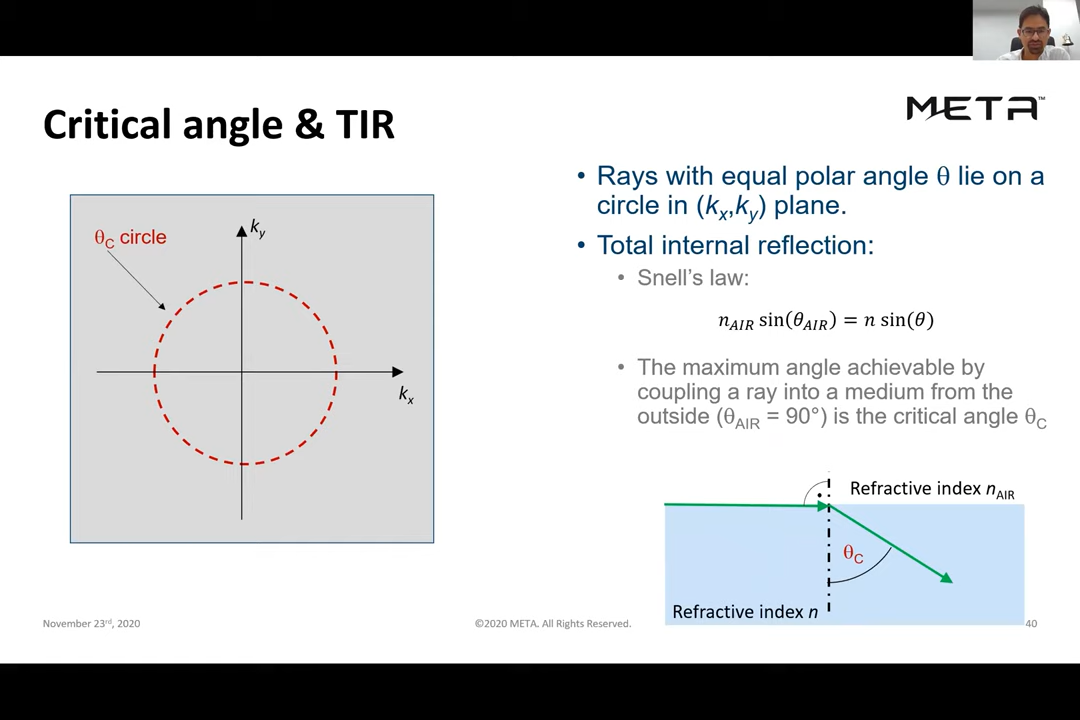 Critical angle & TIR
META™
θC circle
ky
kx
• Rays with equal polar angle θ lie on a
circle in (kx,ky) plane.
• Total internal reflection:
• Snell’s law:
nAIR sin(θAIR) = n sin(θ)
• The maximum angle achievable by
coupling a ray into a medium from the
outside (θAIR = 90°) is the critical angle θC
Refractive index nAIR
θC
Refractive index n
November 23rd, 2020
©2020 META. All Rights Reserved.
40